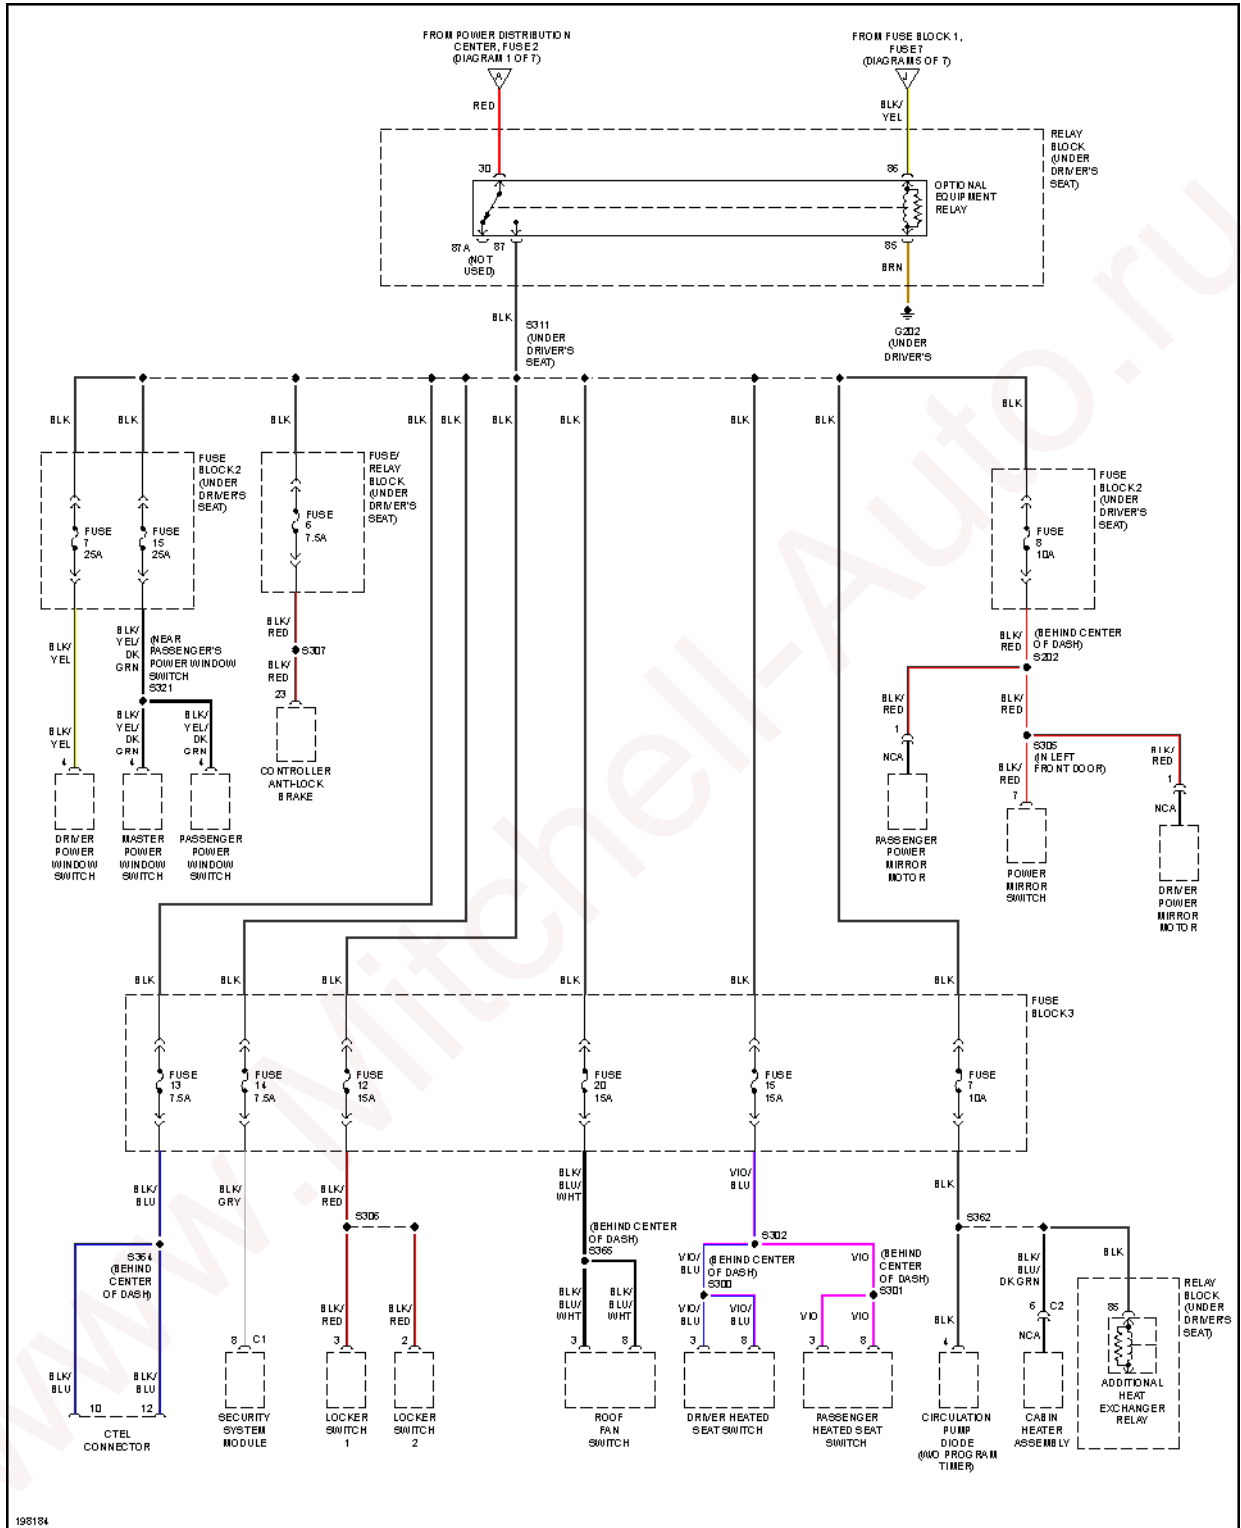 FROM POWER DISTRIBUTION
CENTER, FUSE 2
(DIAGRAM 1 OF 7)
A
RED
FROM FUSE BLOCK 1,
FUSE 7
(DIAGRAM 5 OF 7)
J
BLK/
YEL
RELAY
BLOCK
(UNDER
DRIVER'S
SEAT)
30
86
OPTIONAL
EQUIPMENT
RELAY
87A
(NOT
USED)
87
85
BRN
BLK
S311
(UNDER
DRIVER'S
SEAT)
G202
(UNDER
DRIVER'S
BLK
BLK
BLK
BLK
BLK
BLK
BLK
BLK
BLK
BLK
FUSE
BLOCK 2
(UNDER
DRIVER'S
SEAT)
FUSE
7
25A
FUSE
15
25A
FUSE/
RELAY
BLOCK
(UNDER
DRIVER'S
SEAT)
FUSE
6
7.5A
FUSE
BLOCK 2
(UNDER
DRIVER'S
SEAT)
FUSE
8
10A
BLK/
YEL
BLK/
YEL/
DK
GRN
(NEAR
PASSENGER'S
POWER WINDOW
SWITCH
S321
BLK/
RED
S307
BLK/
RED
23
CONTROLLER
ANTI-LOCK
BRAKE
BLK/
YEL
4
BLK/
YEL/
DK
GRN
4
BLK/
YEL/
DK
GRN
4
DRIVER
POWER
WINDOW
SWITCH
MASTER
POWER
WINDOW
SWITCH
PASSENGER
POWER
WINDOW
SWITCH
BLK/
RED
(BEHIND CENTER
OF DASH)
S202
BLK/
RED
1
NCA
BLK/
RED
S305
(IN LEFT
FRONT DOOR)
BLK/
RED
7
BLK/
RED
1
NCA
PASSENGER
POWER
MIRROR
MOTOR
POWER
MIRROR
SWITCH
DRIVER
POWER
MIRROR
MOTOR
BLK
BLK
BLK
BLK
BLK
BLK
FUSE
BLOCK 3
FUSE
13
7.5A
FUSE
14
7.5A
FUSE
12
15A
FUSE
20
15A
FUSE
15
15A
FUSE
7
10A
BLK/
BLU
BLK/
GRY
BLK/
RED
BLK/
BLU/
WHT
VIO/
BLU
BLK
S364
(BEHIND
CENTER
OF DASH)
S306
(BEHIND CENTER
OF DASH)
S365
S302
VIO/
BLU
(BEHIND CENTER
OF DASH)
S300
VIO
(BEHIND
CENTER
OF DASH)
S301
S362
BLK/
BLU/
DK GRN
BLK
RELAY
BLOCK
(UNDER
DRIVER'S
SEAT)
BLK/
RED
3
BLK/
RED
2
BLK/
BLU/
WHT
3
BLK/
BLU/
WHT
8
VIO/
BLU
3
VIO/
BLU
8
VIO
3
VIO
8
BLK
4
6 C2
NCA
85
8 C1
BLK/
BLU
10
BLK/
BLU
12
CTEL
CONNECTOR
SECURITY
SYSTEM
MODULE
LOCKER
SWITCH
1
LOCKER
SWITCH
2
ROOF
FAN
SWITCH
DRIVER HEATED
SEAT SWITCH
PASSENGER
HEATED SEAT
SWITCH
CIRCULATION
PUMP
DIODE
(W/O PROGRAM
TIMER)
CABIN
HEATER
ASSEMBLY
ADDITIONAL
HEAT
EXCHANGER
RELAY
198184
www.Mitchell-Auto.ru